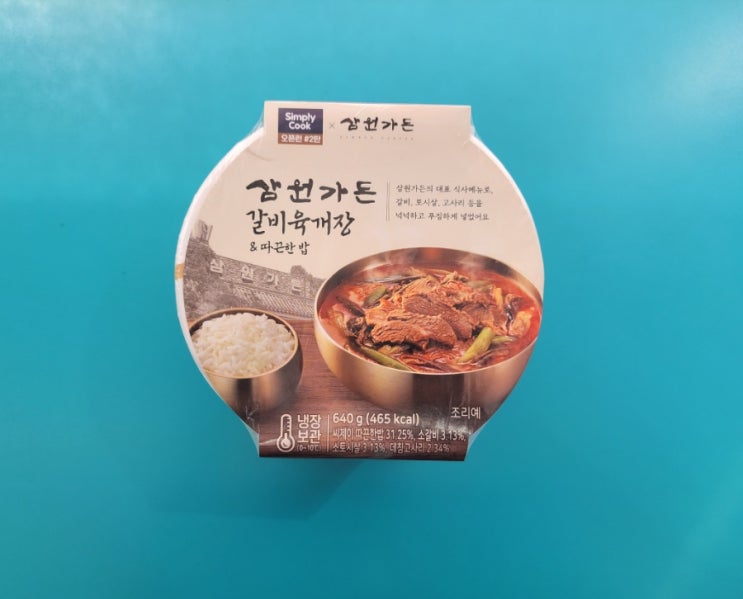 Simply
Cook
오픈런 #2탄
× 삼원가든
삼원가든
갈비육개장
& 따끈한 밥
삼원가든의 대표 식사메뉴로,
갈비, 토시살, 고사리 등을
넉넉하고 푸짐하게 넣었어요
삼원가든
냉장
보관
(0~10℃)
640 g (465 kcal)
조리예
씨제이 따끈한밥 31.25%, 소갈비 3.13%,
소토시살 3.13%, 데침고사리 2.34%